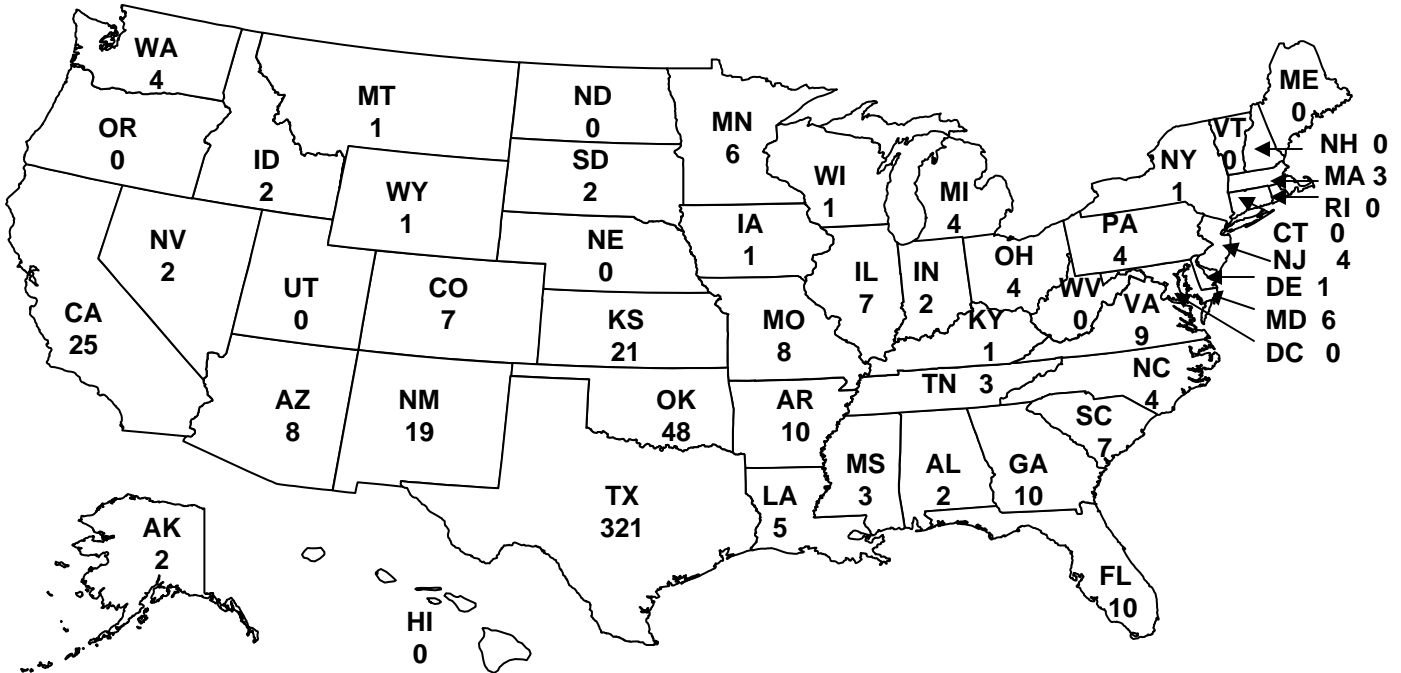 WA
4
MT
1
ND
0
MN
6
ME
0
OR
0
ID
2
SD
2
WI
1
MI
4
NY
1
VT
0
NH 0
MA 3
RI 0
CT 0
NJ 4
DE 1
MD 6
DC 0
WY
1
IA
1
PA
4
NV
2
NE
0
IL
7
IN
2
OH
4
WV
0
VA
9
CA
25
UT
0
CO
7
KS
21
MO
8
KY
1
NC
4
TN 3
AZ
8
NM
19
OK
48
AR
10
SC
7
MS
3
AL
2
GA
10
TX
321
LA
5
AK
2
FL
10
HI
0